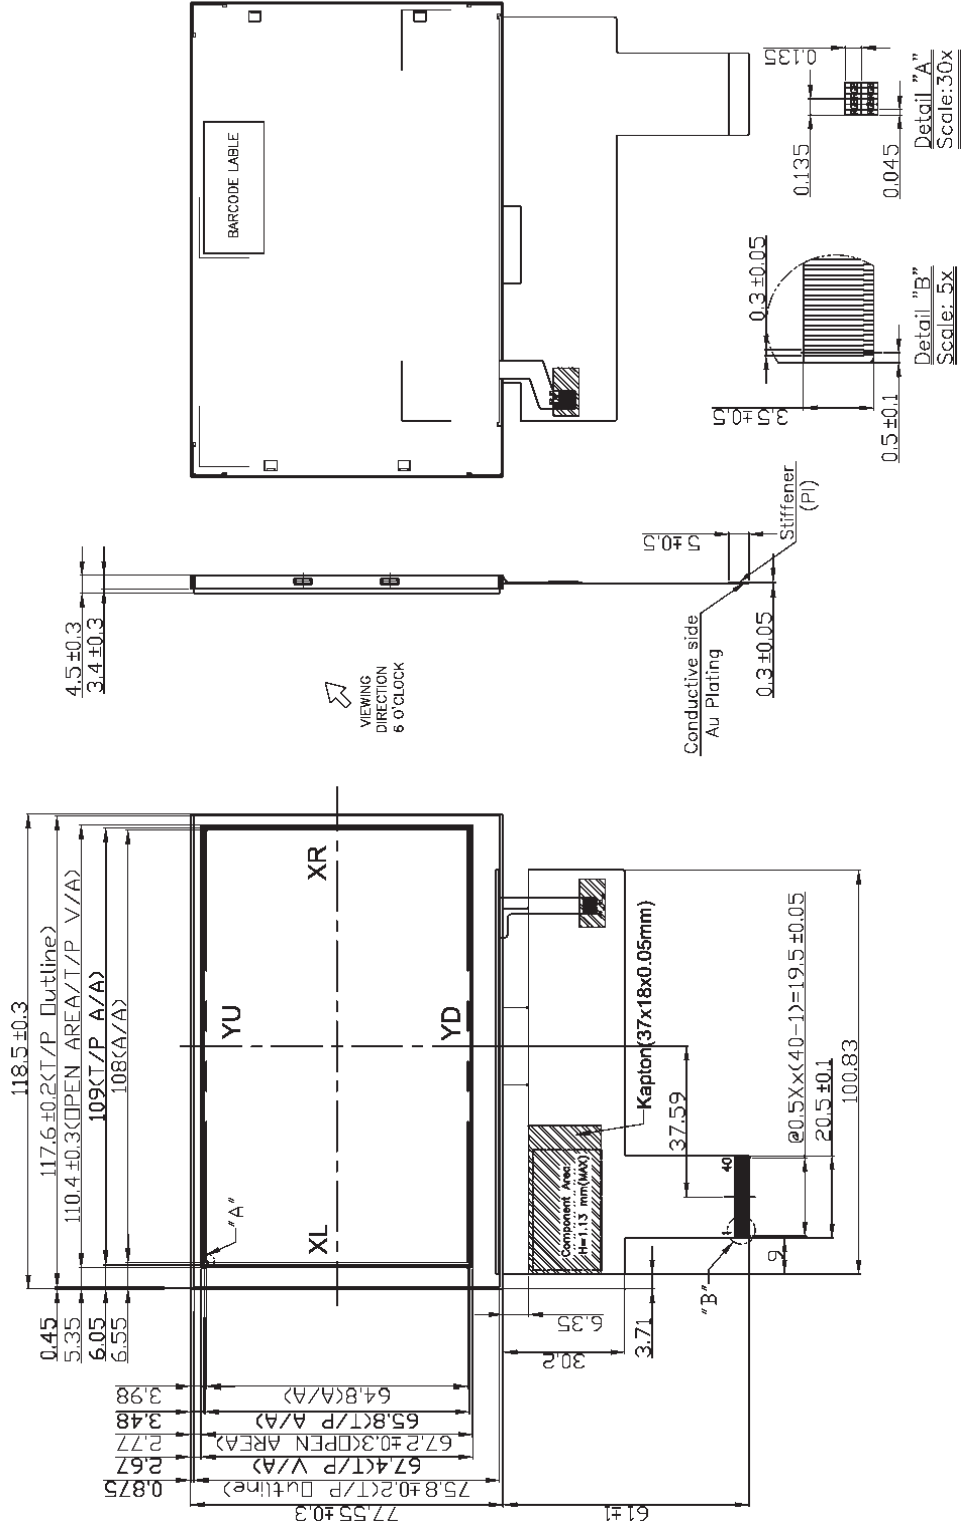 BARCODE LABLE
0.135
0.135
0.045
Detail "A"
Scale:30x
0.3±0.05
3.5±0.5
0.5±0.1
Detail "B"
Scale: 5x
4.5±0.3
3.4±0.3
VIEWING
DIRECTION
6 O'CLOCK
5±0.5
Stiffener
(PI)
Conductive side
Au Plating
0.3±0.05
118.5±0.3
117.6±0.2(T/P Outline)
110.4±0.3(OPEN AREA/T/P V/A)
109(T/P A/A)
108(A/A)
0.45
5.35
6.05
6.55
XR
YU
YD
XL
"A"
Kapton(37x18x0.05mm)
Component Area
H=1.13 mm(MAX)
37.59
@0.5Xx(40-1)=19.5±0.05
20.5±0.1
100.83
1
40
9
"B"
3.71
6.35
30.2
3.98
64.8(A/A)
3.48
65.8(T/P A/A)
2.77
67.2±0.3(OPEN AREA)
2.67
67.4(T/P V/A)
0.875
75.8±0.2(T/P Outline)
77.55±0.3
61±1